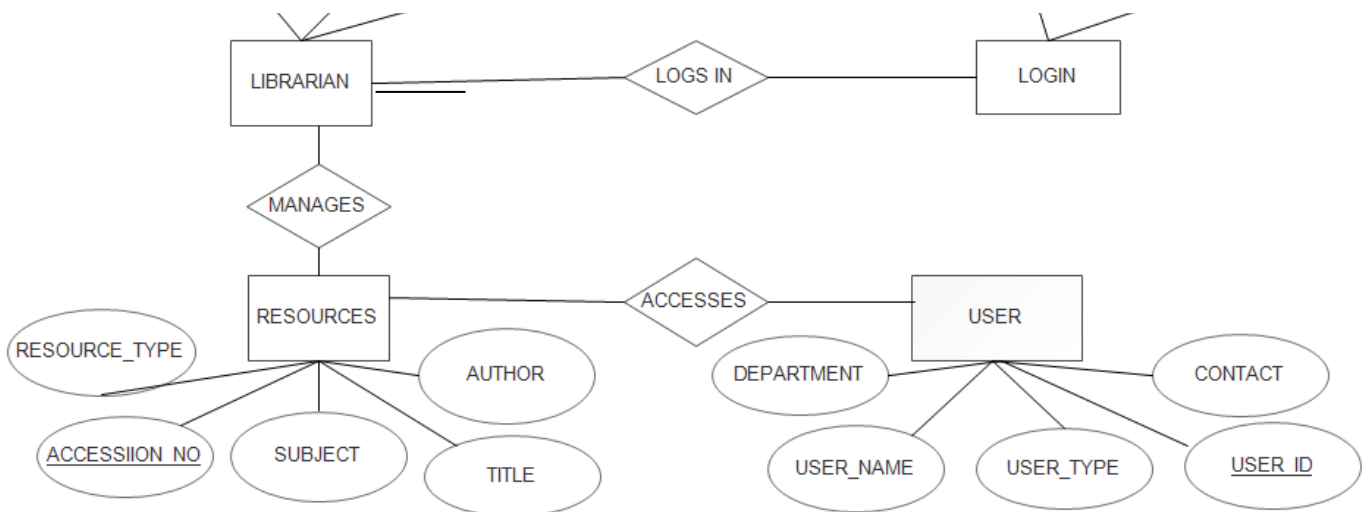 LIBRARIAN
LOGS IN
LOGIN
MANAGES
RESOURCES
ACCESSES
USER
RESOURCE_TYPE
AUTHOR
DEPARTMENT
CONTACT
ACCESSIION_NO
SUBJECT
TITLE
USER_NAME
USER_TYPE
USER_ID